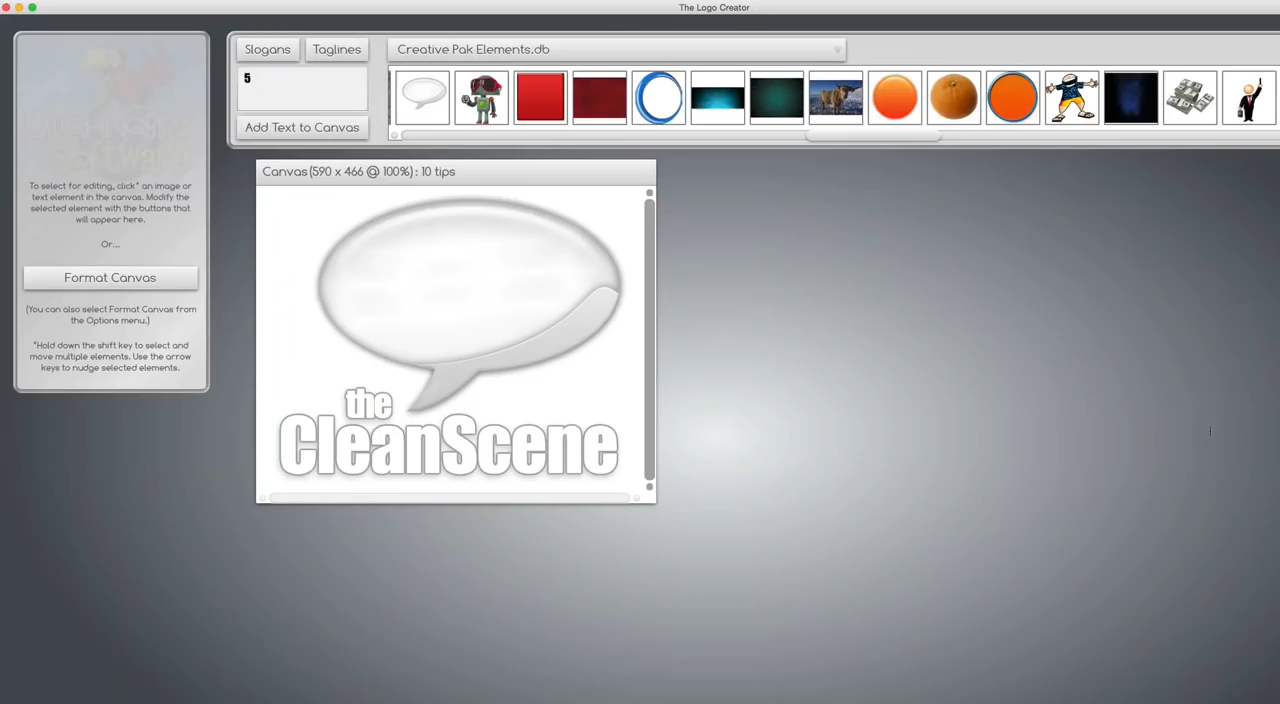 The Logo Creator
Slogans
Taglines
Creative Pak Elements.db
5
Add Text to Canvas
To select for editing, click* an image or
text element in the canvas. Modify the
selected element with the buttons that
will appear here.
Or...
Format Canvas
(You can also select Format Canvas from
the Options menu.)
*Hold down the shift key to select and
move multiple elements. Use the arrow
keys to nudge selected elements.
Canvas (590 x 466 @ 100%) : 10 tips
the
CleanScene